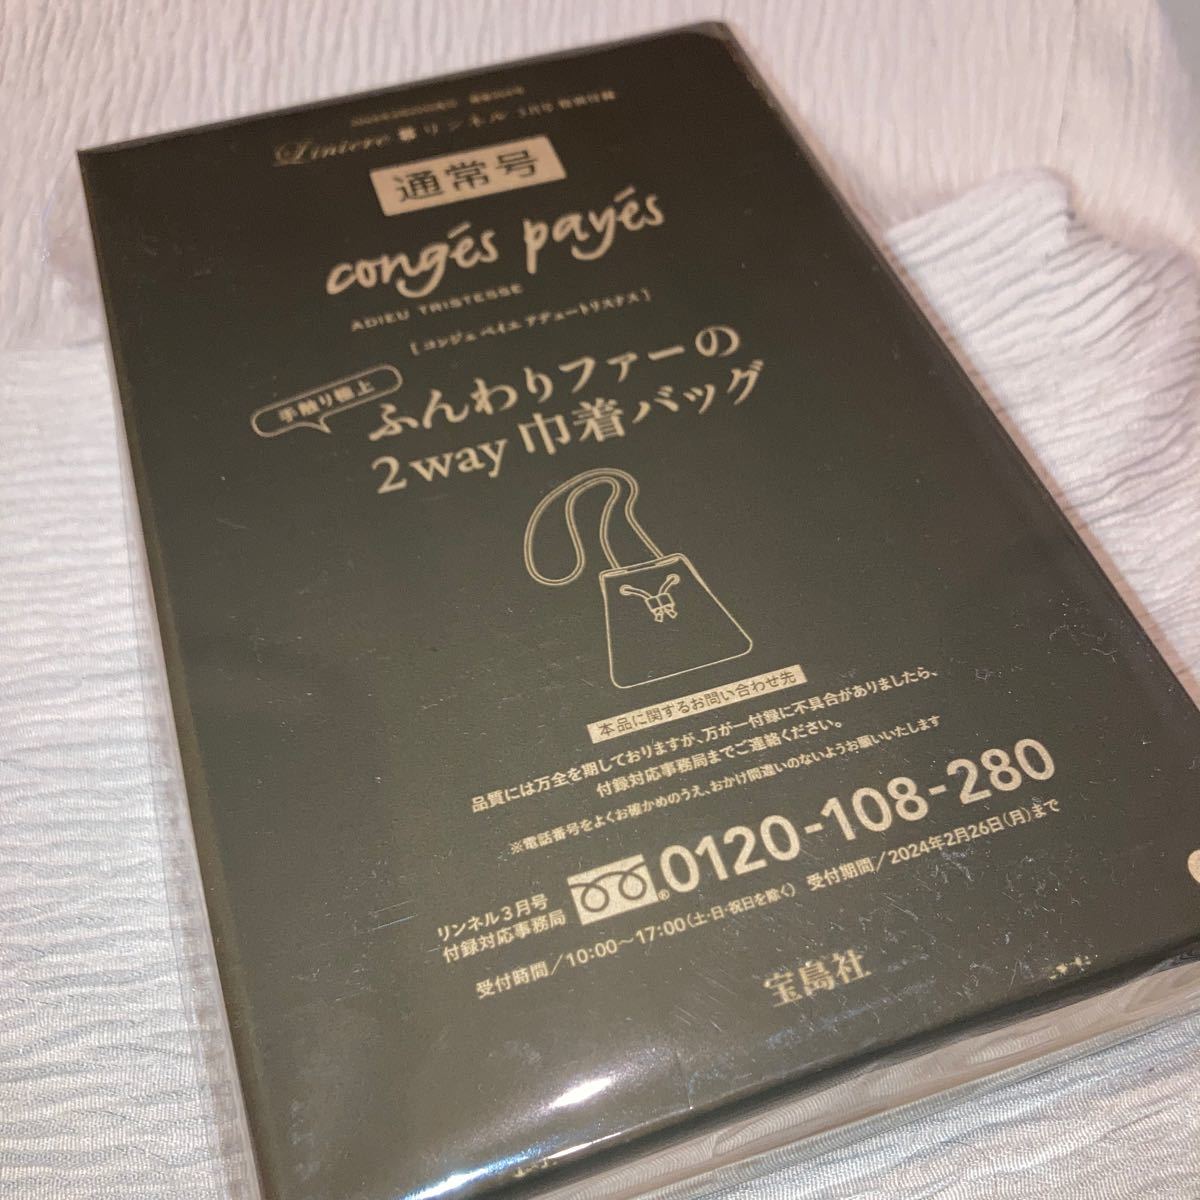 Liniere リンネル 3月号 特別付録
通常号
congés payés
ADIEU TRISTESSE
[コンジェ ペイエ アデュートリステス]
手触り極上
ふんわりファーの
2way巾着バッグ
本品に関するお問い合わせ先
品質には万全を期しておりますが、万が一付録に不具合がありましたら、
付録対応事務局までご連絡ください。
※電話番号をよくお確かめのうえ、おかけ間違いのないようお願いいたします
リンネル3月号
付録対応事務局
®0120-108-280
受付時間/10:00〜17:00(土・日・祝日を除く) 受付期間/2024年2月26日(月)まで
宝島社